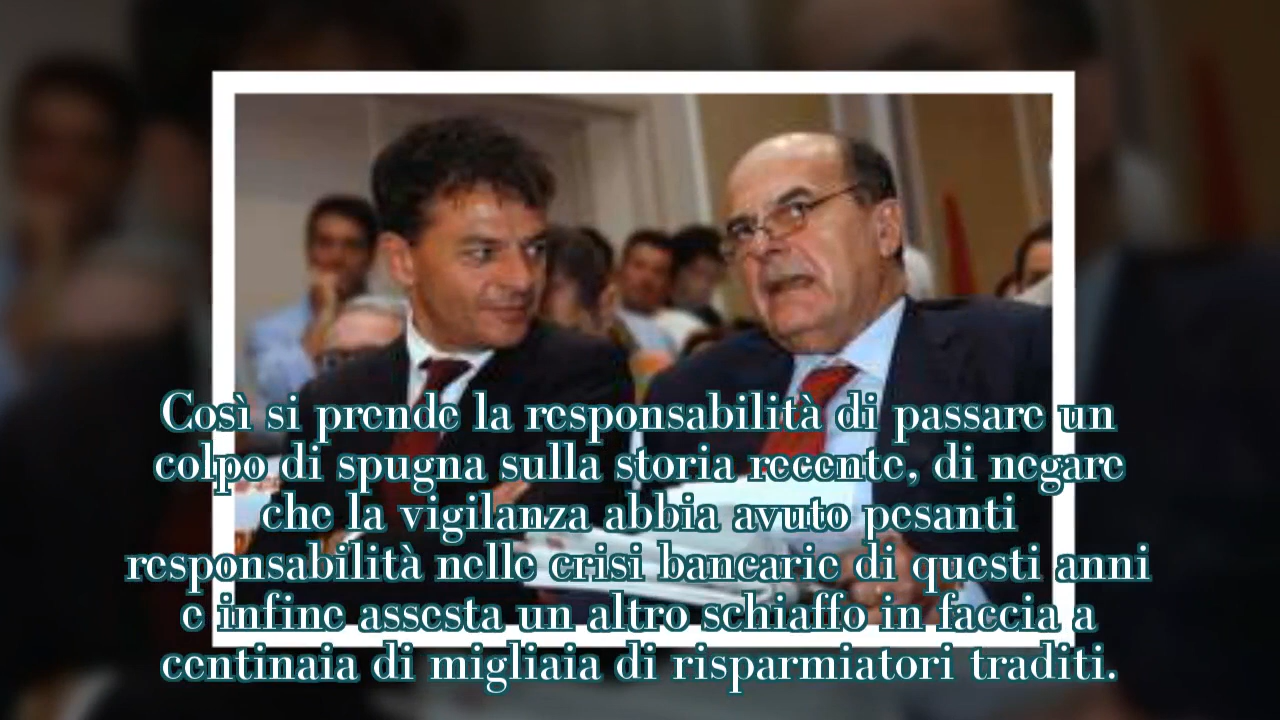 Così si prende la responsabilità di passare un
colpo di spugna sulla storia recente, di negare
che la vigilanza abbia avuto pesanti
responsabilità nelle crisi bancarie di questi anni
e infine assesta un altro schiaffo in faccia a
centinaia di migliaia di risparmiatori traditi.